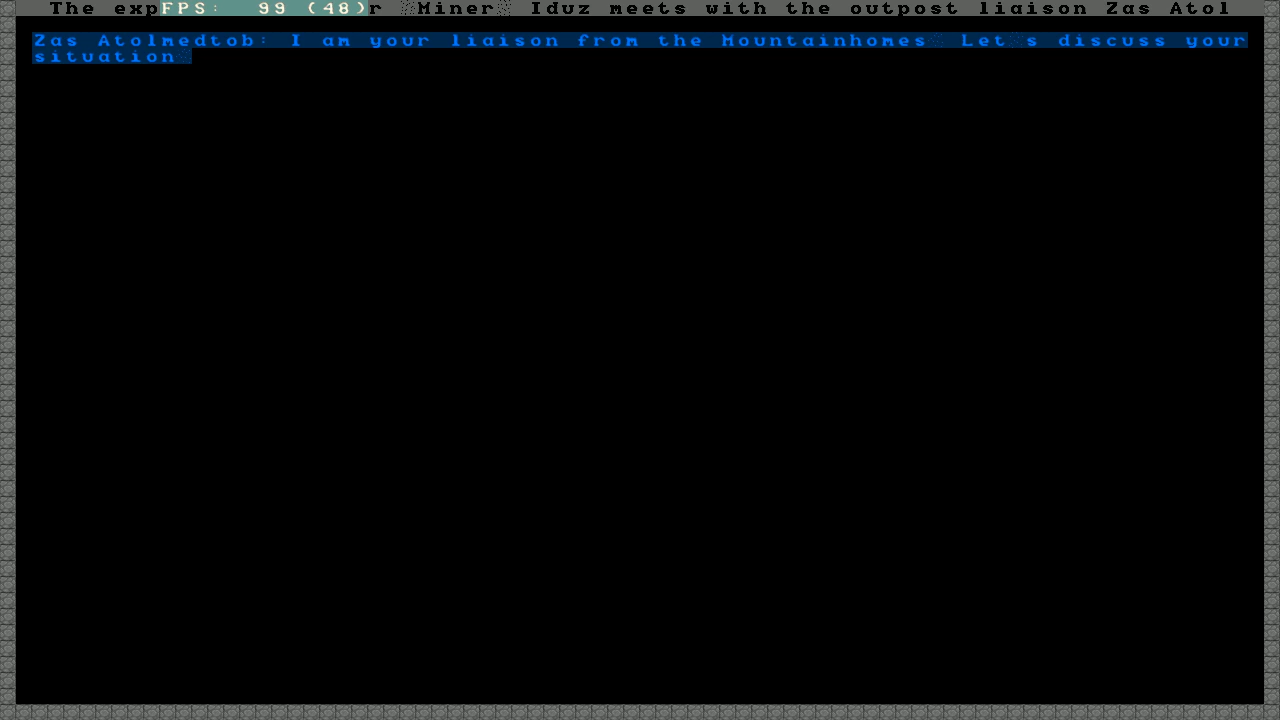 The exp FPS: 99 (48) r Miner Iduz meets with the outpost liaison Zas Atol
Zas Atolmedtob: I am your liaison from the Mountainhomes Let s discuss your
situation